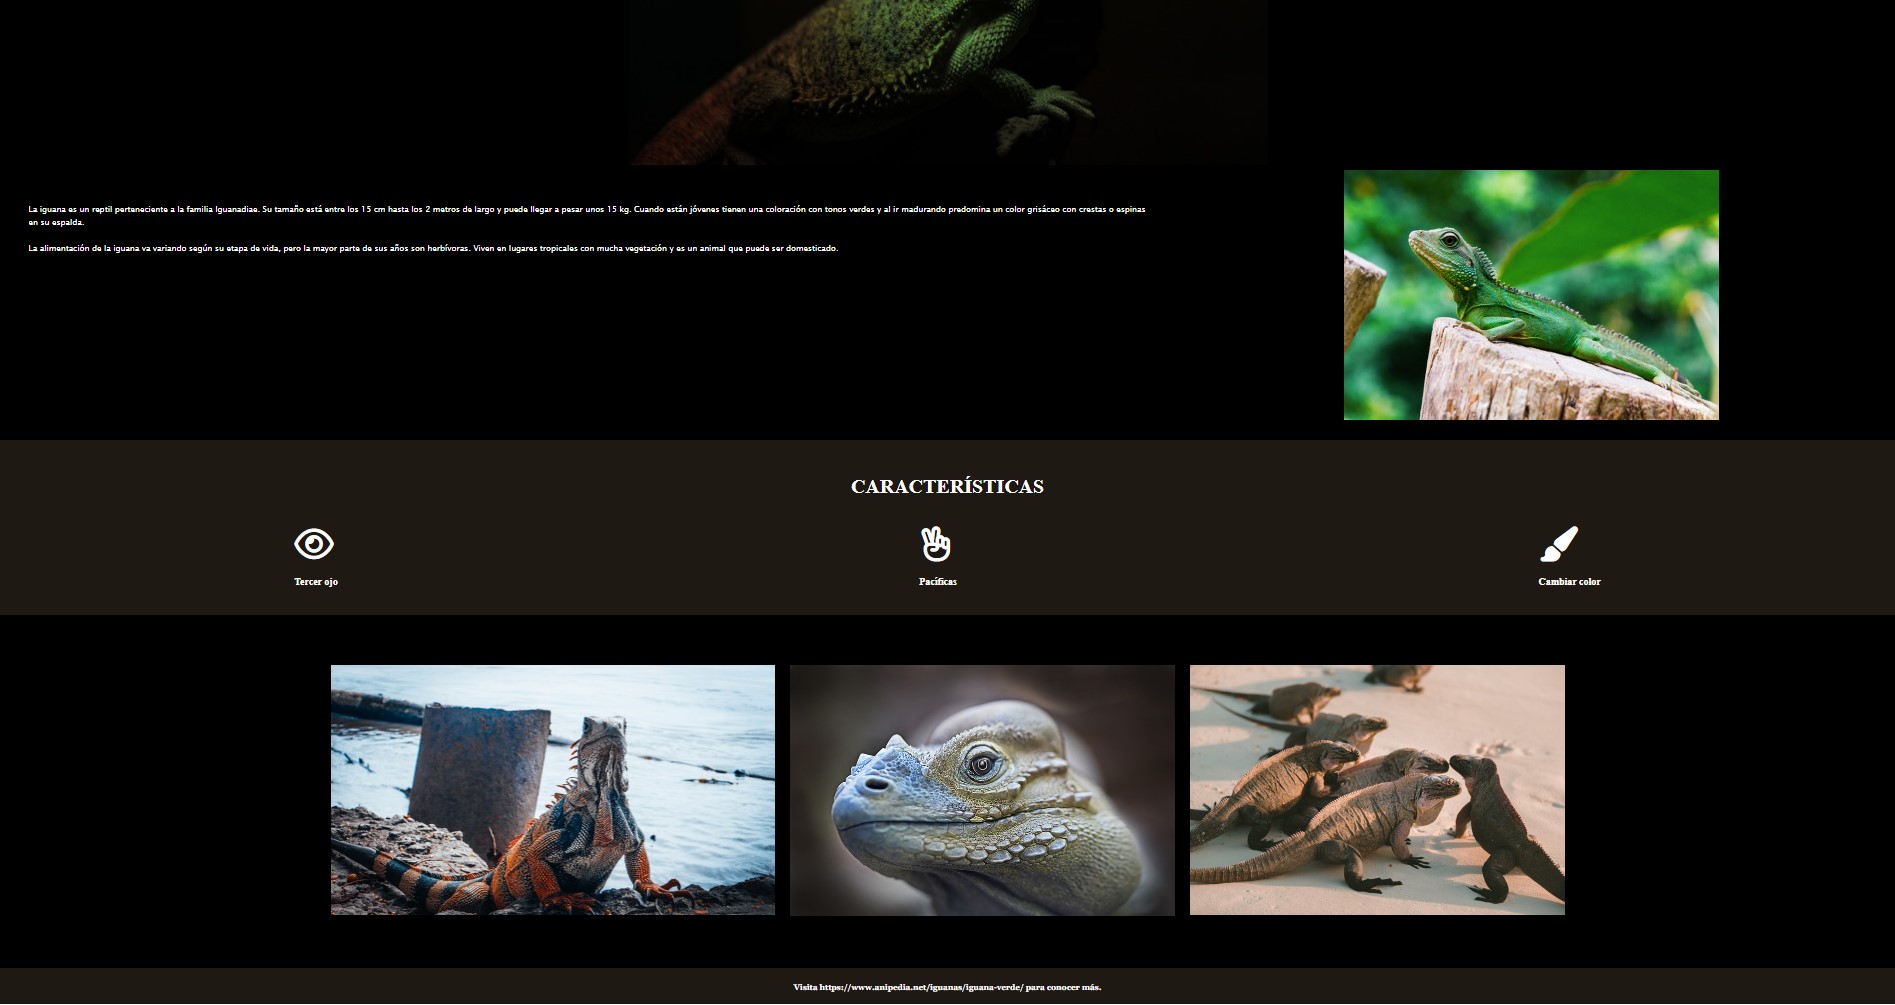 La iguana es un reptil perteneciente a la familia Iguanadiae. Su tamaño está entre los 15 cm hasta los 2 metros de largo y puede llegar a pesar unos 15 kg. Cuando están jóvenes tienen una coloración con tonos verdes y al ir madurando predomina un color grisáceo con crestas o espinas
en su espalda.
La alimentación de la iguana va variando según su etapa de vida, pero la mayor parte de sus años son herbívoras. Viven en lugares tropicales con mucha vegetación y es un animal que puede ser domesticado.
CARACTERÍSTICAS
Tercer ojo
Pacíficas
Cambiar color
Visita https://www.anipedia.net/iguanas/iguana-verde/ para conocer más.